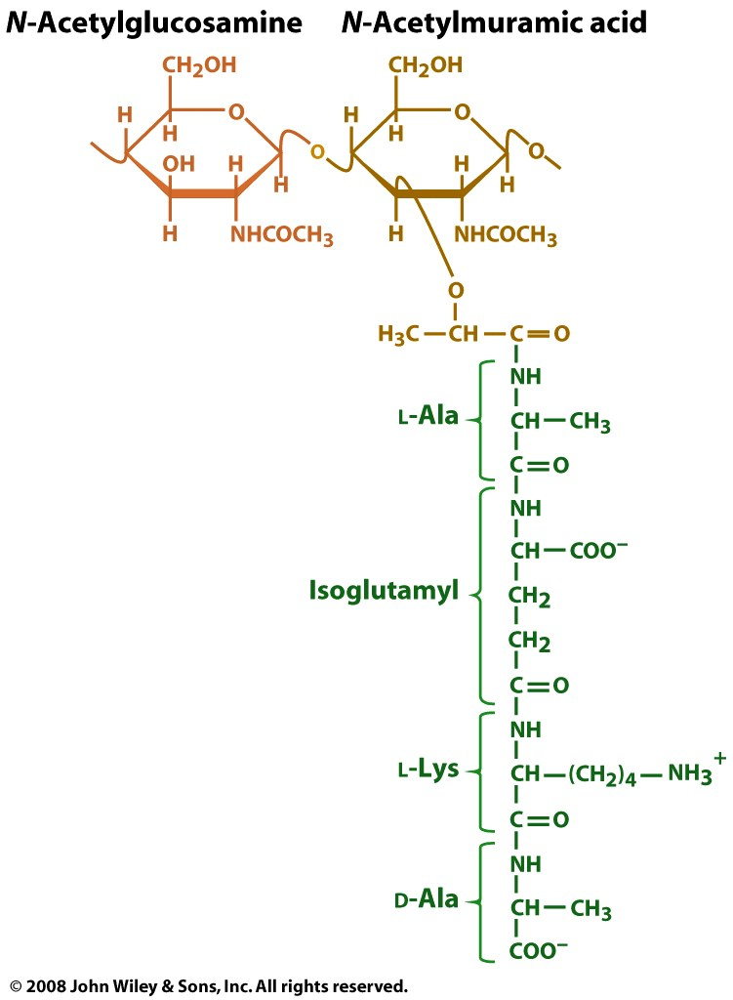 N-Acetylglucosamine N-Acetylmuramic acid
CH₂OH CH₂OH
H O H O
H H
OH H O H O
H H
H NHCOCH₃ H NHCOCH₃
O
H₃C—CH—C=O
NH
L-Ala CH—CH₃
C=O
NH
CH—COO⁻
Isoglutamyl CH₂
CH₂
C=O
NH
L-Lys CH—(CH₂)₄—NH₃⁺
C=O
NH
D-Ala CH—CH₃
COO⁻
© 2008 John Wiley & Sons, Inc. All rights reserved.